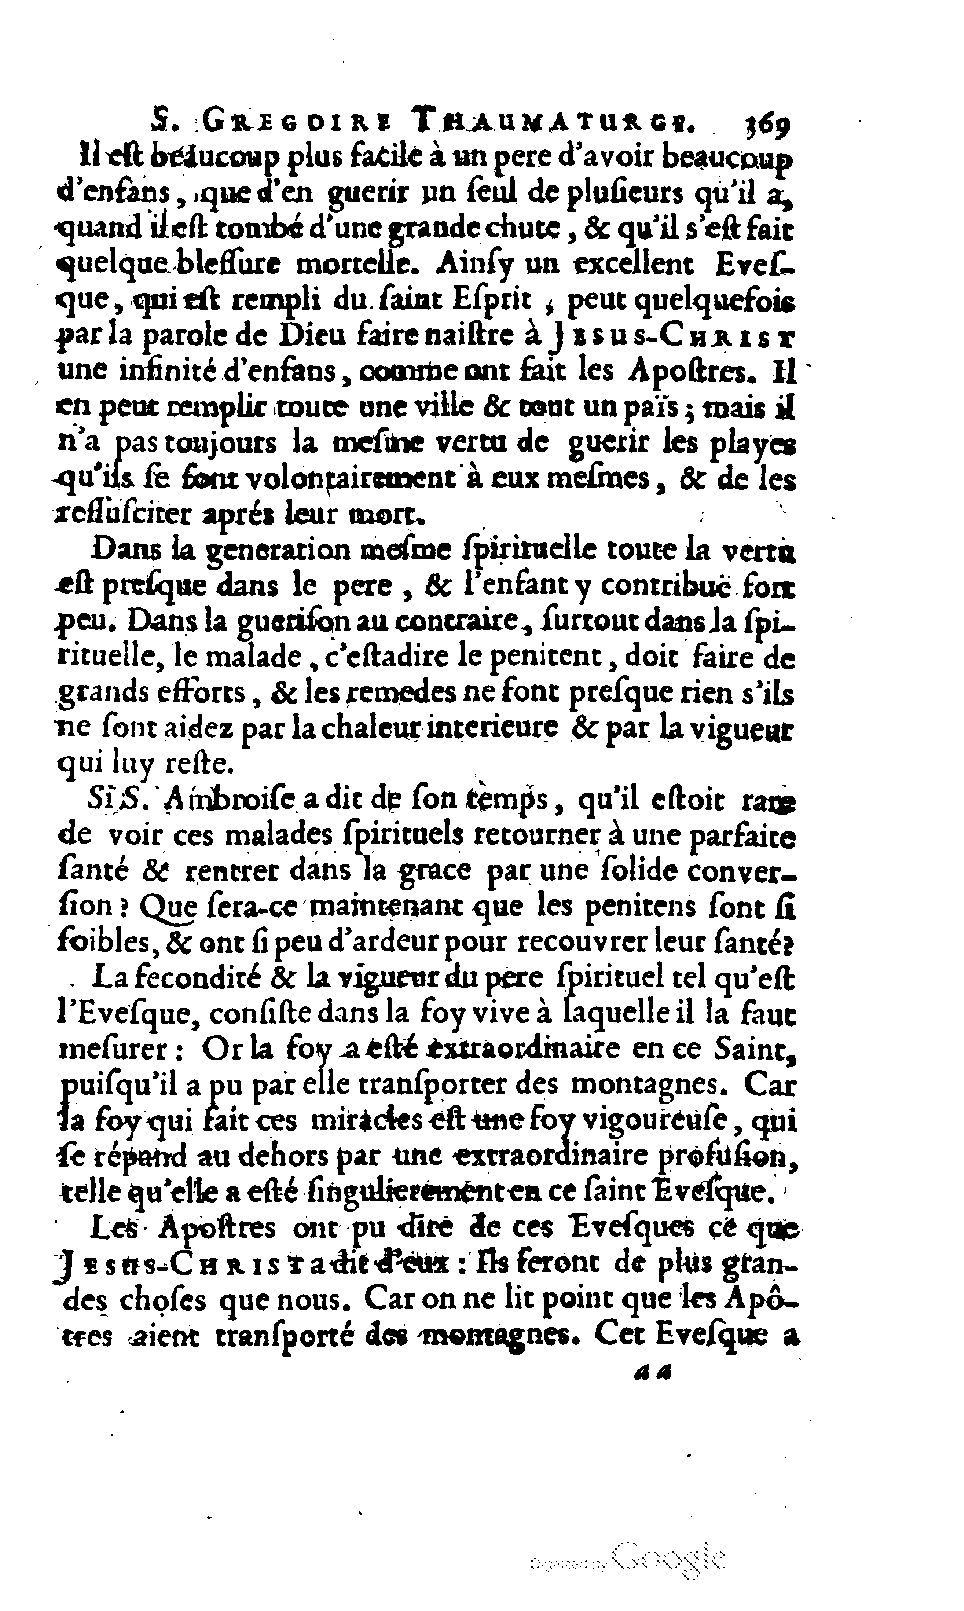 S. GREGOIRE THAUMATURGE. 369
Il est beaucoup plus facile à un pere d'avoir beaucoup
d'enfans, que d'en guerir un ſeul de pluſieurs qu'il a,
quand il eſt tombé d'une grande chute, & qu'il s'eſt fait
quelque bleſſure mortelle. Ainſy un excellent Eveſ-
que, qui eſt rempli du ſaint Eſprit, peut quelquefois
par la parole de Dieu faire naiſtre à JESUS-CHRIST
une infinité d'enfans, comme ont fait les Apoſtres. Il
en peut remplir toute une ville & tout un païs; mais il
n'a pas toujours la meſme vertu de guerir les playes
qu'ils ſe ſont volontairement à eux meſmes, & de les
reſſuſciter aprés leur mort.
Dans la generation meſme ſpirituelle toute la vertu
eſt preſque dans le pere, & l'enfant y contribuë fort
peu. Dans la gueriſon au contraire, ſurtout dans la ſpi-
rituelle, le malade, c'eſtadire le penitent, doit faire de
grands efforts, & les remedes ne font preſque rien s'ils
ne ſont aidez par la chaleur interieure & par la vigueur
qui luy reſte.
Si S. Ambroiſe a dit de ſon temps, qu'il eſtoit rare
de voir ces malades ſpirituels retourner à une parfaite
ſanté & rentrer dans la grace par une ſolide conver-
ſion? Que ſera-ce maintenant que les penitens ſont ſi
foibles, & ont ſi peu d'ardeur pour recouvrer leur ſanté?
La fecondité & la vigueur du pere ſpirituel tel qu'eſt
l'Eveſque, conſiſte dans la foy vive à laquelle il la faut
meſurer: Or la foy a eſté extraordinaire en ce Saint,
puiſqu'il a pu par elle tranſporter des montagnes. Car
la foy qui fait ces miracles eſt une foy vigoureuſe, qui
ſe répand au dehors par une extraordinaire profuſion,
telle qu'elle a eſté ſingulierement en ce ſaint Eveſque.
Les Apoſtres ont pu dire de ces Eveſques ce que
JESUS-CHRIST a dit d'eux: Ils feront de plus gran-
des choſes que nous. Car on ne lit point que les Apô-
tres aient tranſporté des montagnes. Cet Eveſque a
a a
Digitized by Google